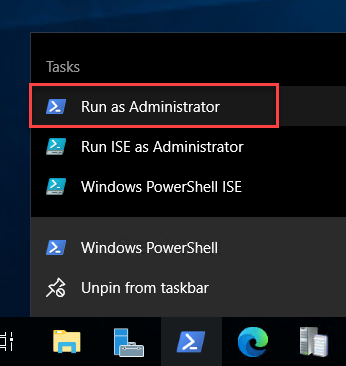 Tasks
Run as Administrator
Run ISE as Administrator
Windows PowerShell ISE
Windows PowerShell
Unpin from taskbar